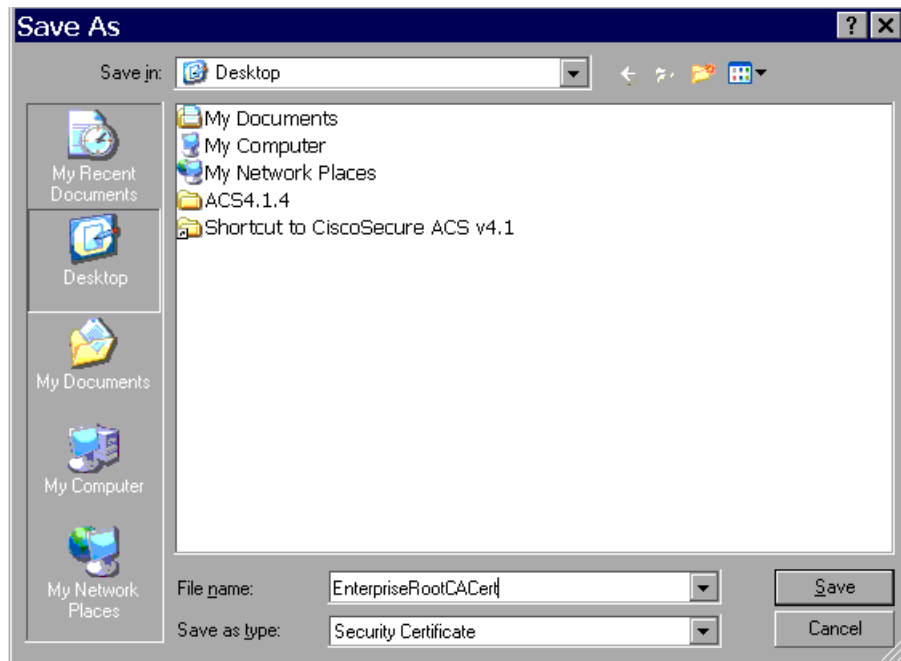 Save As
Save in:
Desktop
My Recent
Documents
Desktop
My Documents
My Computer
My Network
Places
My Documents
My Computer
My Network Places
ACS4.1.4
Shortcut to CiscoSecure ACS v4.1
File name:
EnterpriseRootCACert
Save
Save as type:
Security Certificate
Cancel